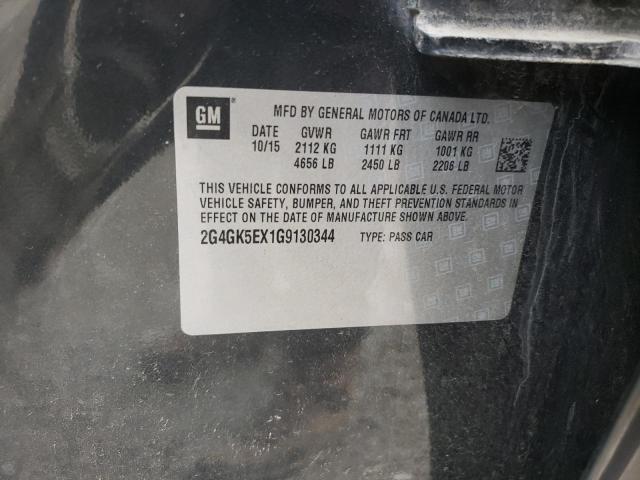 GM
MFD BY GENERAL MOTORS OF CANADA LTD.
DATE GVWR GAWR FRT GAWR RR
10/15 2112 KG 1111 KG 1001 KG
4656 LB 2450 LB 2206 LB
THIS VEHICLE CONFORMS TO ALL APPLICABLE U.S. FEDERAL MOTOR
VEHICLE SAFETY, BUMPER, AND THEFT PREVENTION STANDARDS IN
EFFECT ON THE DATE OF MANUFACTURE SHOWN ABOVE.
2G4GK5EX1G9130344 TYPE: PASS CAR